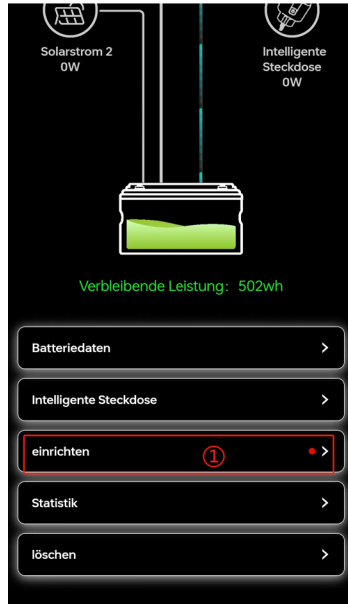 Solarstrom 2
0W
Intelligente
Steckdose
0W
Verbleibende Leistung: 502wh
Batteriedaten
Intelligente Steckdose
einrichten
①
Statistik
löschen